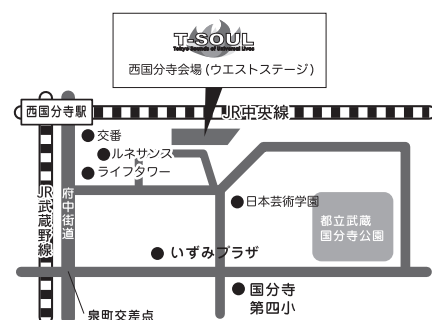 T-SOUL
Tokyo Sounds of Universal Lives
西国分寺会場(ウエストステージ)
西国分寺駅
JR中央線
交番
ルネサンス
ライフタワー
JR武蔵野線
府中街道
日本芸術学園
都立武蔵
国分寺公園
いずみプラザ
国分寺
第四小
泉町交差点